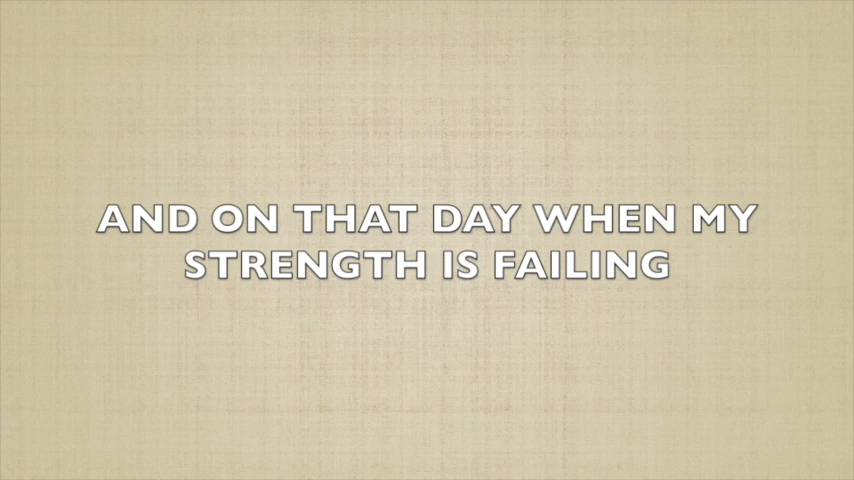 AND ON THAT DAY WHEN MY
STRENGTH IS FAILING